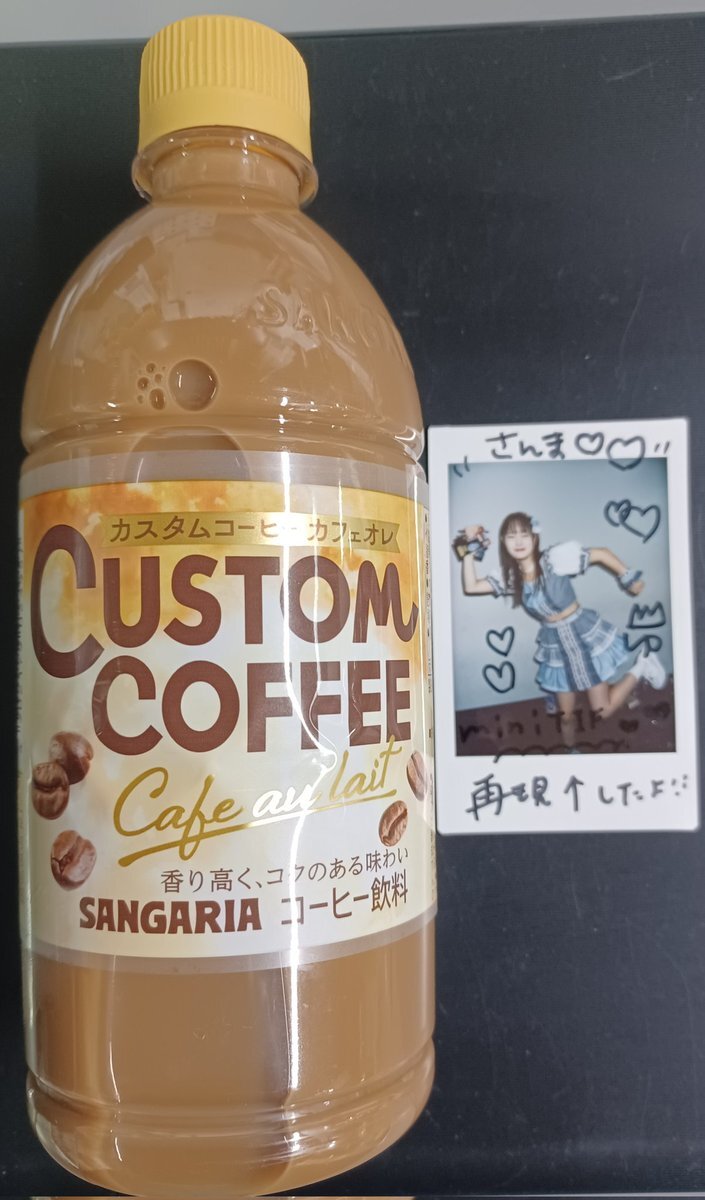 カスタムコーヒー カフェオレ
CUSTOM
COFFEE
Cafe au lait
香り高く、コクのある味わい
SANGARIA コーヒー飲料
さんま♡♡
miniTIF
再現↑したよ